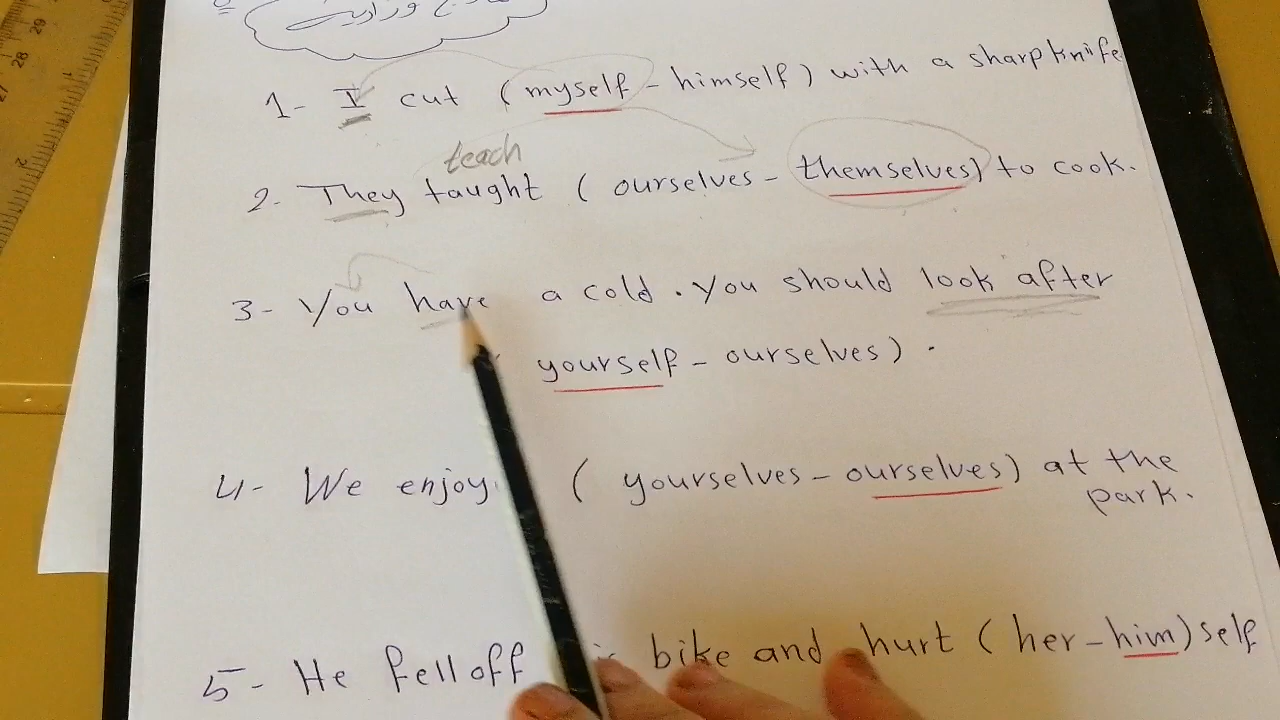 وزارية
1- I cut (myself - himself) with a sharp knife
teach
2. They taught (ourselves - themselves) to cook.
3- You have a cold. You should look after
yourself - ourselves).
4- We enjoy (yourselves - ourselves) at the
park.
5- He fell off bike and hurt (her-him)self